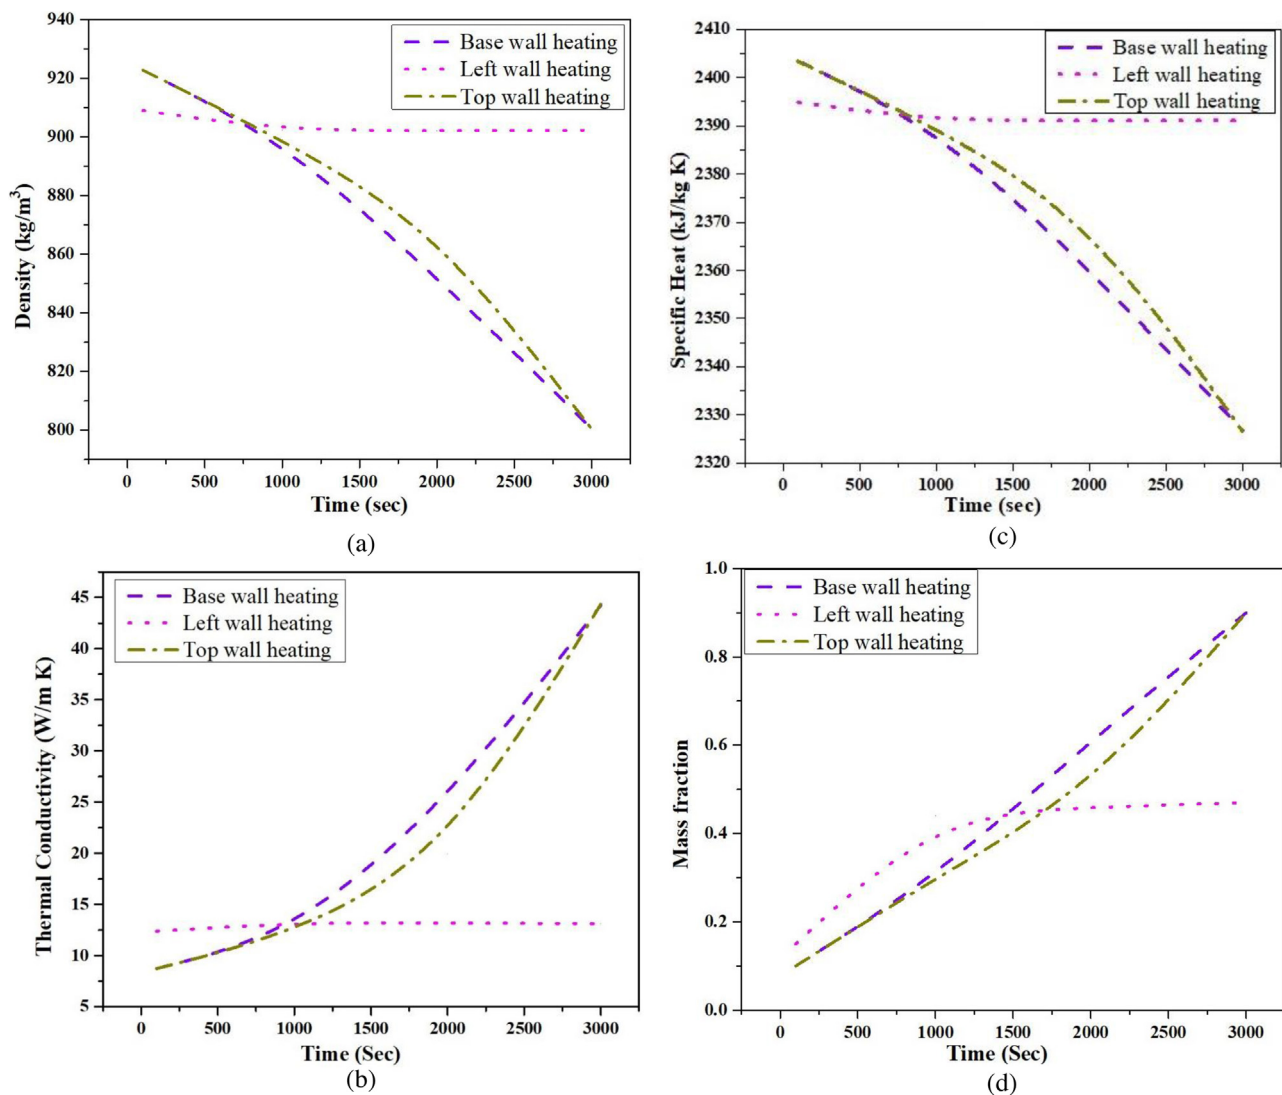 940
920
900
880
860
840
820
800
Density (kg/m³)
Base wall heating
Left wall heating
Top wall heating
0 500 1000 1500 2000 2500 3000
Time (sec)
(a)
2410
2400
2390
2380
2370
2360
2350
2340
2330
2320
Specific Heat (kJ/kg K)
Base wall heating
Left wall heating
Top wall heating
0 500 1000 1500 2000 2500 3000
Time (sec)
(c)
45
40
35
30
25
20
15
10
5
Thermal Conductivity (W/m K)
Base wall heating
Left wall heating
Top wall heating
0 500 1000 1500 2000 2500 3000
Time (Sec)
(b)
1.0
0.8
0.6
0.4
0.2
0.0
Mass fraction
Base wall heating
Left wall heating
Top wall heating
0 500 1000 1500 2000 2500 3000
Time (Sec)
(d)